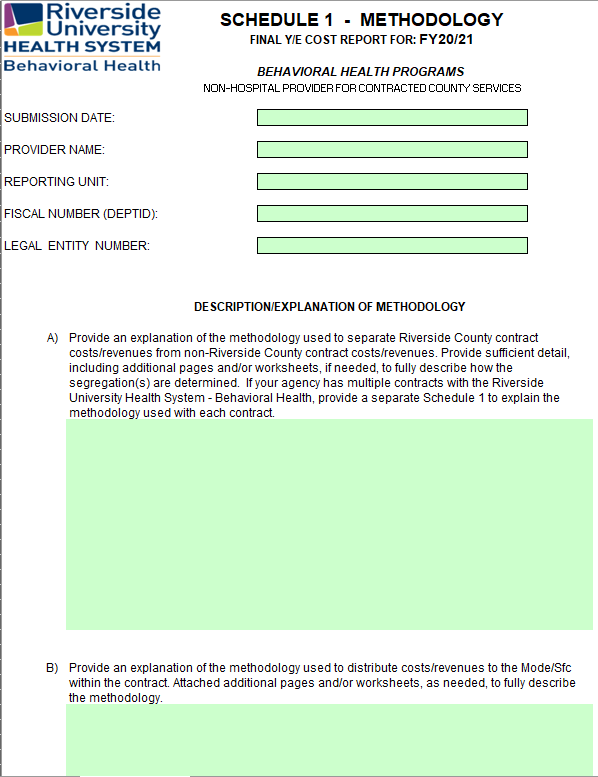 Riverside
University
HEALTH SYSTEM
Behavioral Health
SCHEDULE 1 - METHODOLOGY
FINAL Y/E COST REPORT FOR: FY20/21
BEHAVIORAL HEALTH PROGRAMS
NON-HOSPITAL PROVIDER FOR CONTRACTED COUNTY SERVICES
SUBMISSION DATE:
PROVIDER NAME:
REPORTING UNIT:
FISCAL NUMBER (DEPTID):
LEGAL ENTITY NUMBER:
DESCRIPTION/EXPLANATION OF METHODOLOGY
A) Provide an explanation of the methodology used to separate Riverside County contract
costs/revenues from non-Riverside County contract costs/revenues. Provide sufficient detail,
including additional pages and/or worksheets, if needed, to fully describe how the
segregation(s) are determined. If your agency has multiple contracts with the Riverside
University Health System - Behavioral Health, provide a separate Schedule 1 to explain the
methodology used with each contract.
B) Provide an explanation of the methodology used to distribute costs/revenues to the Mode/Sfc
within the contract. Attached additional pages and/or worksheets, as needed, to fully describe
the methodology.